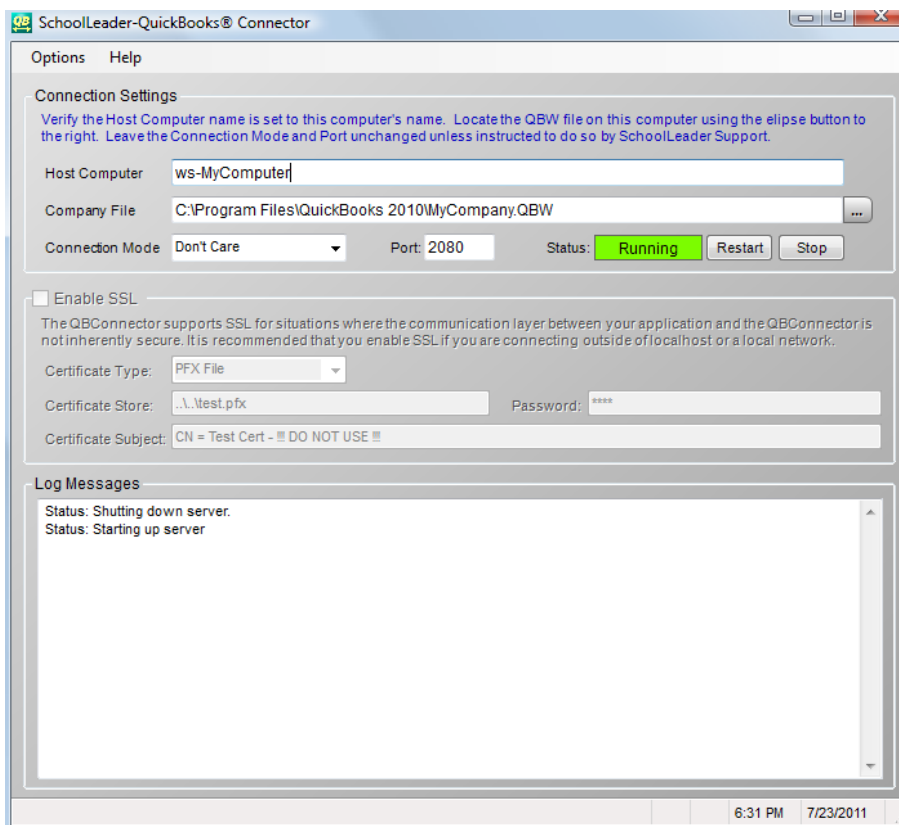 SchoolLeader-QuickBooks® Connector
Options Help
Connection Settings
Verify the Host Computer name is set to this computer's name. Locate the QBW file on this computer using the elipse button to
the right. Leave the Connection Mode and Port unchanged unless instructed to do so by SchoolLeader Support.
Host Computer ws-MyComputer
Company File C:\Program Files\QuickBooks 2010\MyCompany.QBW ...
Connection Mode Don't Care Port: 2080 Status: Running Restart Stop
Enable SSL
The QBConnector supports SSL for situations where the communication layer between your application and the QBConnector is
not inherently secure. It is recommended that you enable SSL if you are connecting outside of localhost or a local network.
Certificate Type: PFX File
Certificate Store: ..\..\test.pfx Password: ****
Certificate Subject: CN = Test Cert - !!! DO NOT USE !!!
Log Messages
Status: Shutting down server.
Status: Starting up server
6:31 PM 7/23/2011